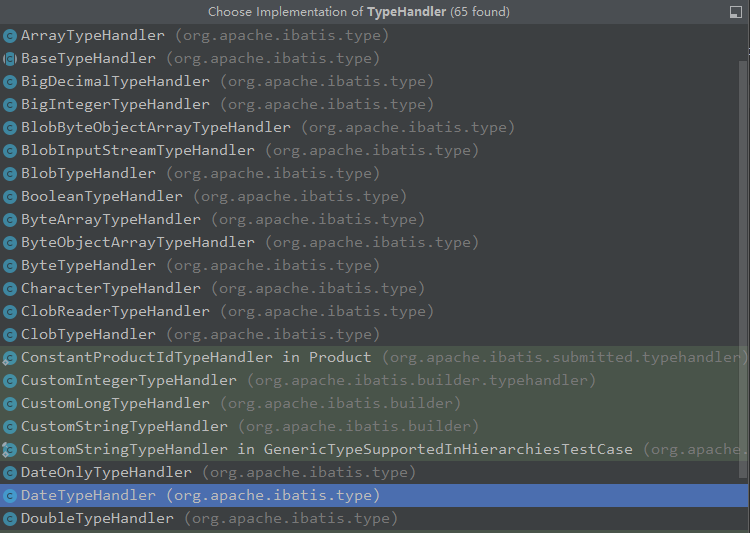 Choose Implementation of TypeHandler (65 found)
ArrayTypeHandler (org.apache.ibatis.type)
BaseTypeHandler (org.apache.ibatis.type)
BigDecimalTypeHandler (org.apache.ibatis.type)
BigIntegerTypeHandler (org.apache.ibatis.type)
BlobByteObjectArrayTypeHandler (org.apache.ibatis.type)
BlobInputStreamTypeHandler (org.apache.ibatis.type)
BlobTypeHandler (org.apache.ibatis.type)
BooleanTypeHandler (org.apache.ibatis.type)
ByteArrayTypeHandler (org.apache.ibatis.type)
ByteObjectArrayTypeHandler (org.apache.ibatis.type)
ByteTypeHandler (org.apache.ibatis.type)
CharacterTypeHandler (org.apache.ibatis.type)
ClobReaderTypeHandler (org.apache.ibatis.type)
ClobTypeHandler (org.apache.ibatis.type)
ConstantProductIdTypeHandler in Product (org.apache.ibatis.submitted.typehandler)
CustomIntegerTypeHandler (org.apache.ibatis.builder.typehandler)
CustomLongTypeHandler (org.apache.ibatis.builder)
CustomStringTypeHandler (org.apache.ibatis.builder)
CustomStringTypeHandler in GenericTypeSupportedInHierarchiesTestCase (org.apache.
DateOnlyTypeHandler (org.apache.ibatis.type)
DateTypeHandler (org.apache.ibatis.type)
DoubleTypeHandler (org.apache.ibatis.type)